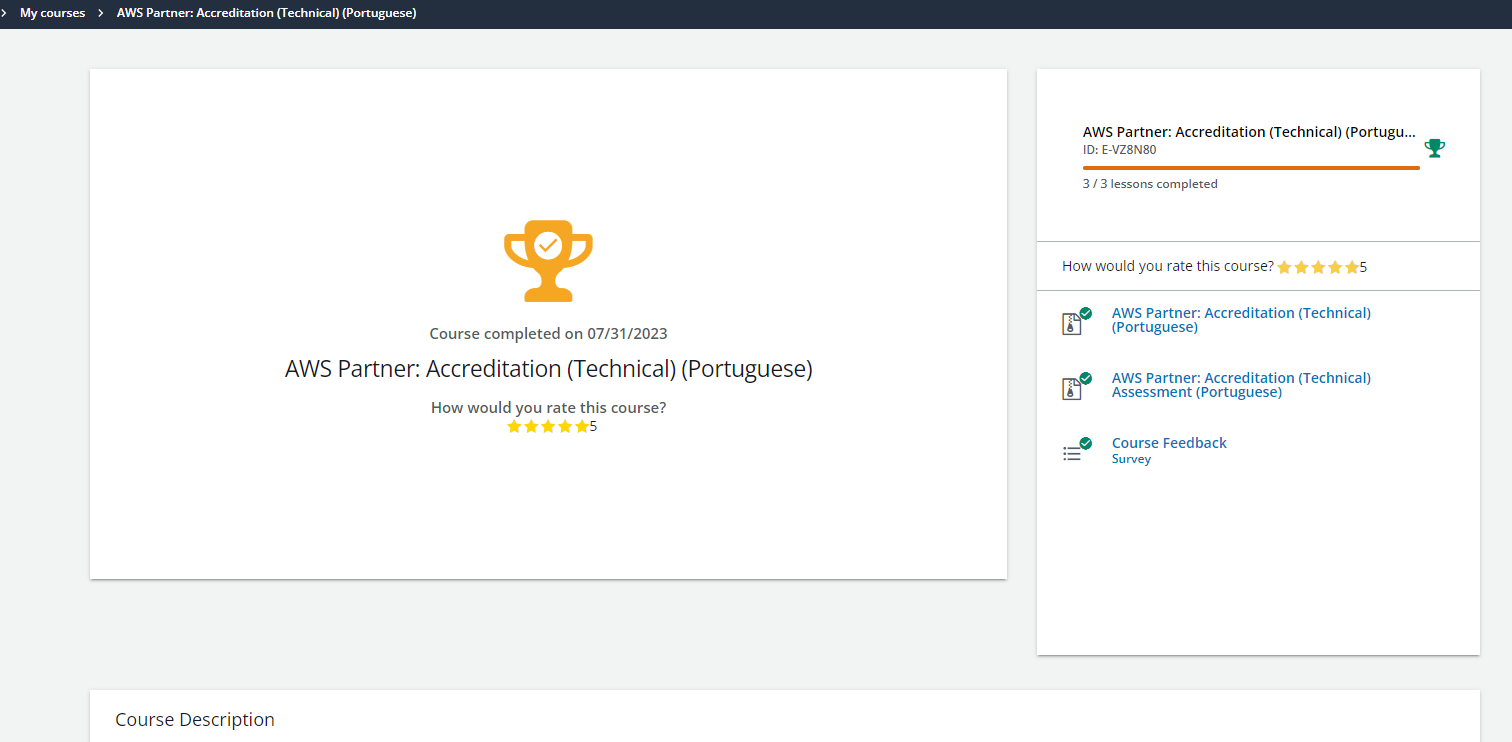 My courses > AWS Partner: Accreditation (Technical) (Portuguese)
Course completed on 07/31/2023
AWS Partner: Accreditation (Technical) (Portuguese)
How would you rate this course?
5
AWS Partner: Accreditation (Technical) (Portugu...
ID: E-VZ8N80
3 / 3 lessons completed
How would you rate this course? 5
AWS Partner: Accreditation (Technical)
(Portuguese)
AWS Partner: Accreditation (Technical)
Assessment (Portuguese)
Course Feedback
Survey
Course Description